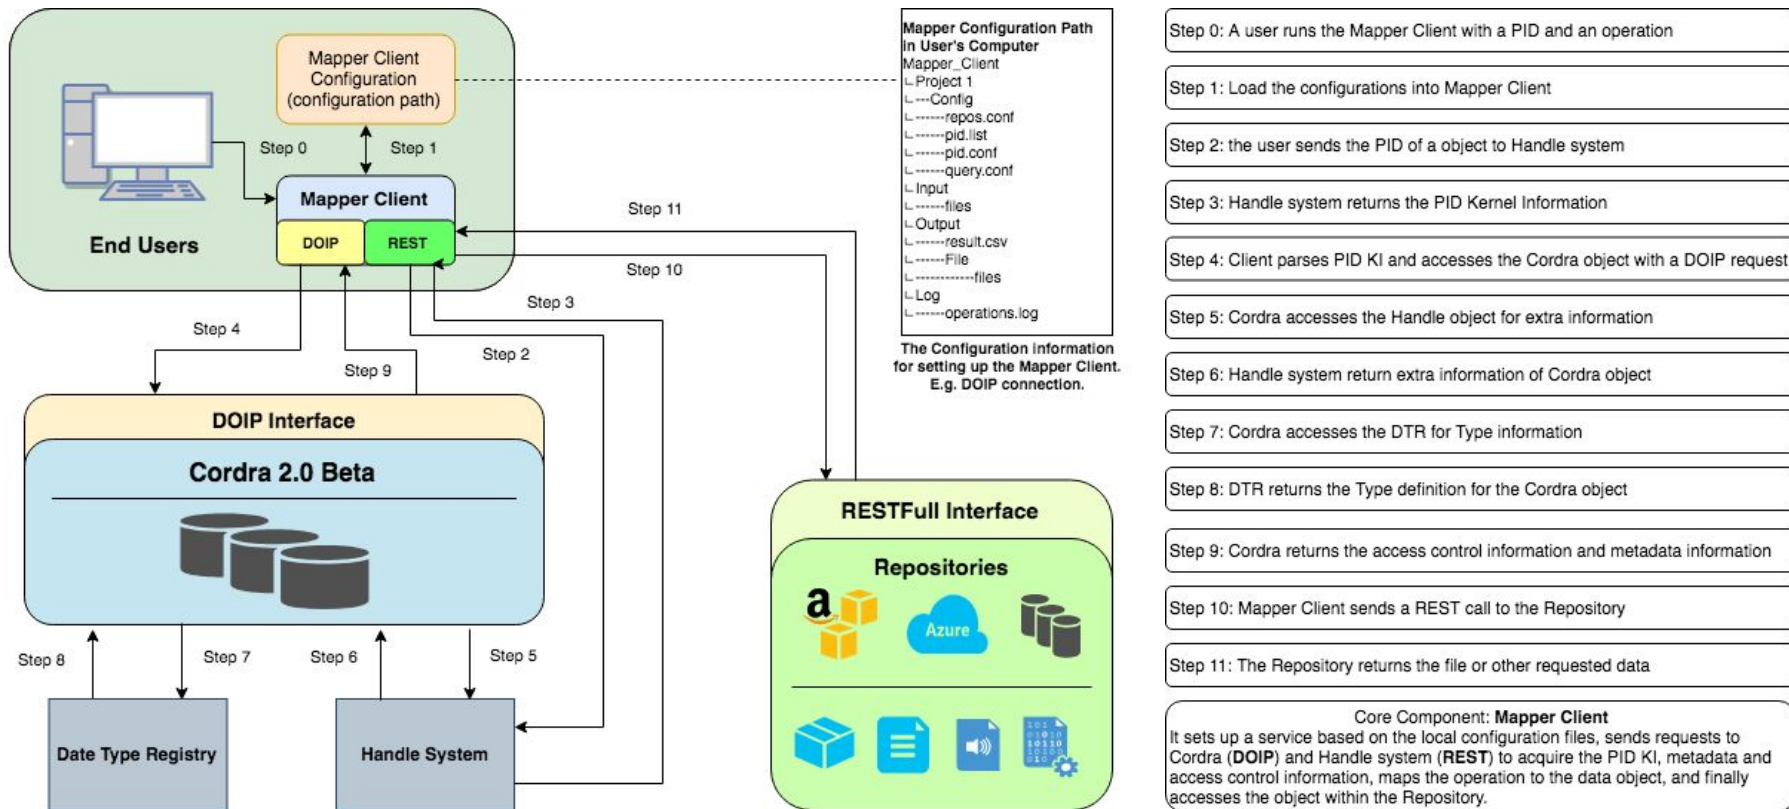 Mapper Client
Configuration
(configuration path)
Step 0
Step 1
Mapper Client
DOIP
REST
End Users
Step 11
Step 10
Step 3
Step 4
Step 2
Step 9
DOIP Interface
Cordra 2.0 Beta
Step 8
Step 7
Step 6
Step 5
Date Type Registry
Handle System
Mapper Configuration Path
in User's Computer
Mapper_Client
∟Project 1
∟---Config
∟------repos.conf
∟------pid.list
∟------pid.conf
∟------query.conf
∟Input
∟------files
∟Output
∟------result.csv
∟------File
∟------------files
∟Log
∟------operations.log
The Configuration information
for setting up the Mapper Client.
E.g. DOIP connection.
RESTFull Interface
Repositories
a
Azure
101
01010
10110
10100
010
Step 0: A user runs the Mapper Client with a PID and an operation
Step 1: Load the configurations into Mapper Client
Step 2: the user sends the PID of a object to Handle system
Step 3: Handle system returns the PID Kernel Information
Step 4: Client parses PID KI and accesses the Cordra object with a DOIP request
Step 5: Cordra accesses the Handle object for extra information
Step 6: Handle system return extra information of Cordra object
Step 7: Cordra accesses the DTR for Type information
Step 8: DTR returns the Type definition for the Cordra object
Step 9: Cordra returns the access control information and metadata information
Step 10: Mapper Client sends a REST call to the Repository
Step 11: The Repository returns the file or other requested data
Core Component: Mapper Client
It sets up a service based on the local configuration files, sends requests to
Cordra (DOIP) and Handle system (REST) to acquire the PID KI, metadata and
access control information, maps the operation to the data object, and finally
accesses the object within the Repository.